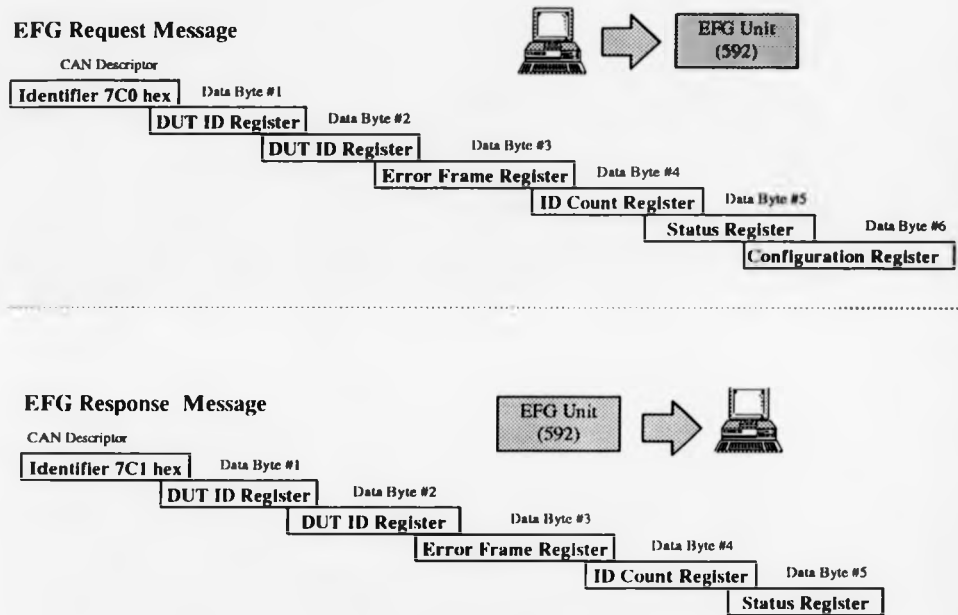 EFG Request Message
EFG Unit
(592)
CAN Descriptor
Identifier 7C0 hex
Data Byte #1
DUT ID Register
Data Byte #2
DUT ID Register
Data Byte #3
Error Frame Register
Data Byte #4
ID Count Register
Data Byte #5
Status Register
Data Byte #6
Configuration Register
EFG Response Message
EFG Unit
(592)
CAN Descriptor
Identifier 7C1 hex
Data Byte #1
DUT ID Register
Data Byte #2
DUT ID Register
Data Byte #3
Error Frame Register
Data Byte #4
ID Count Register
Data Byte #5
Status Register